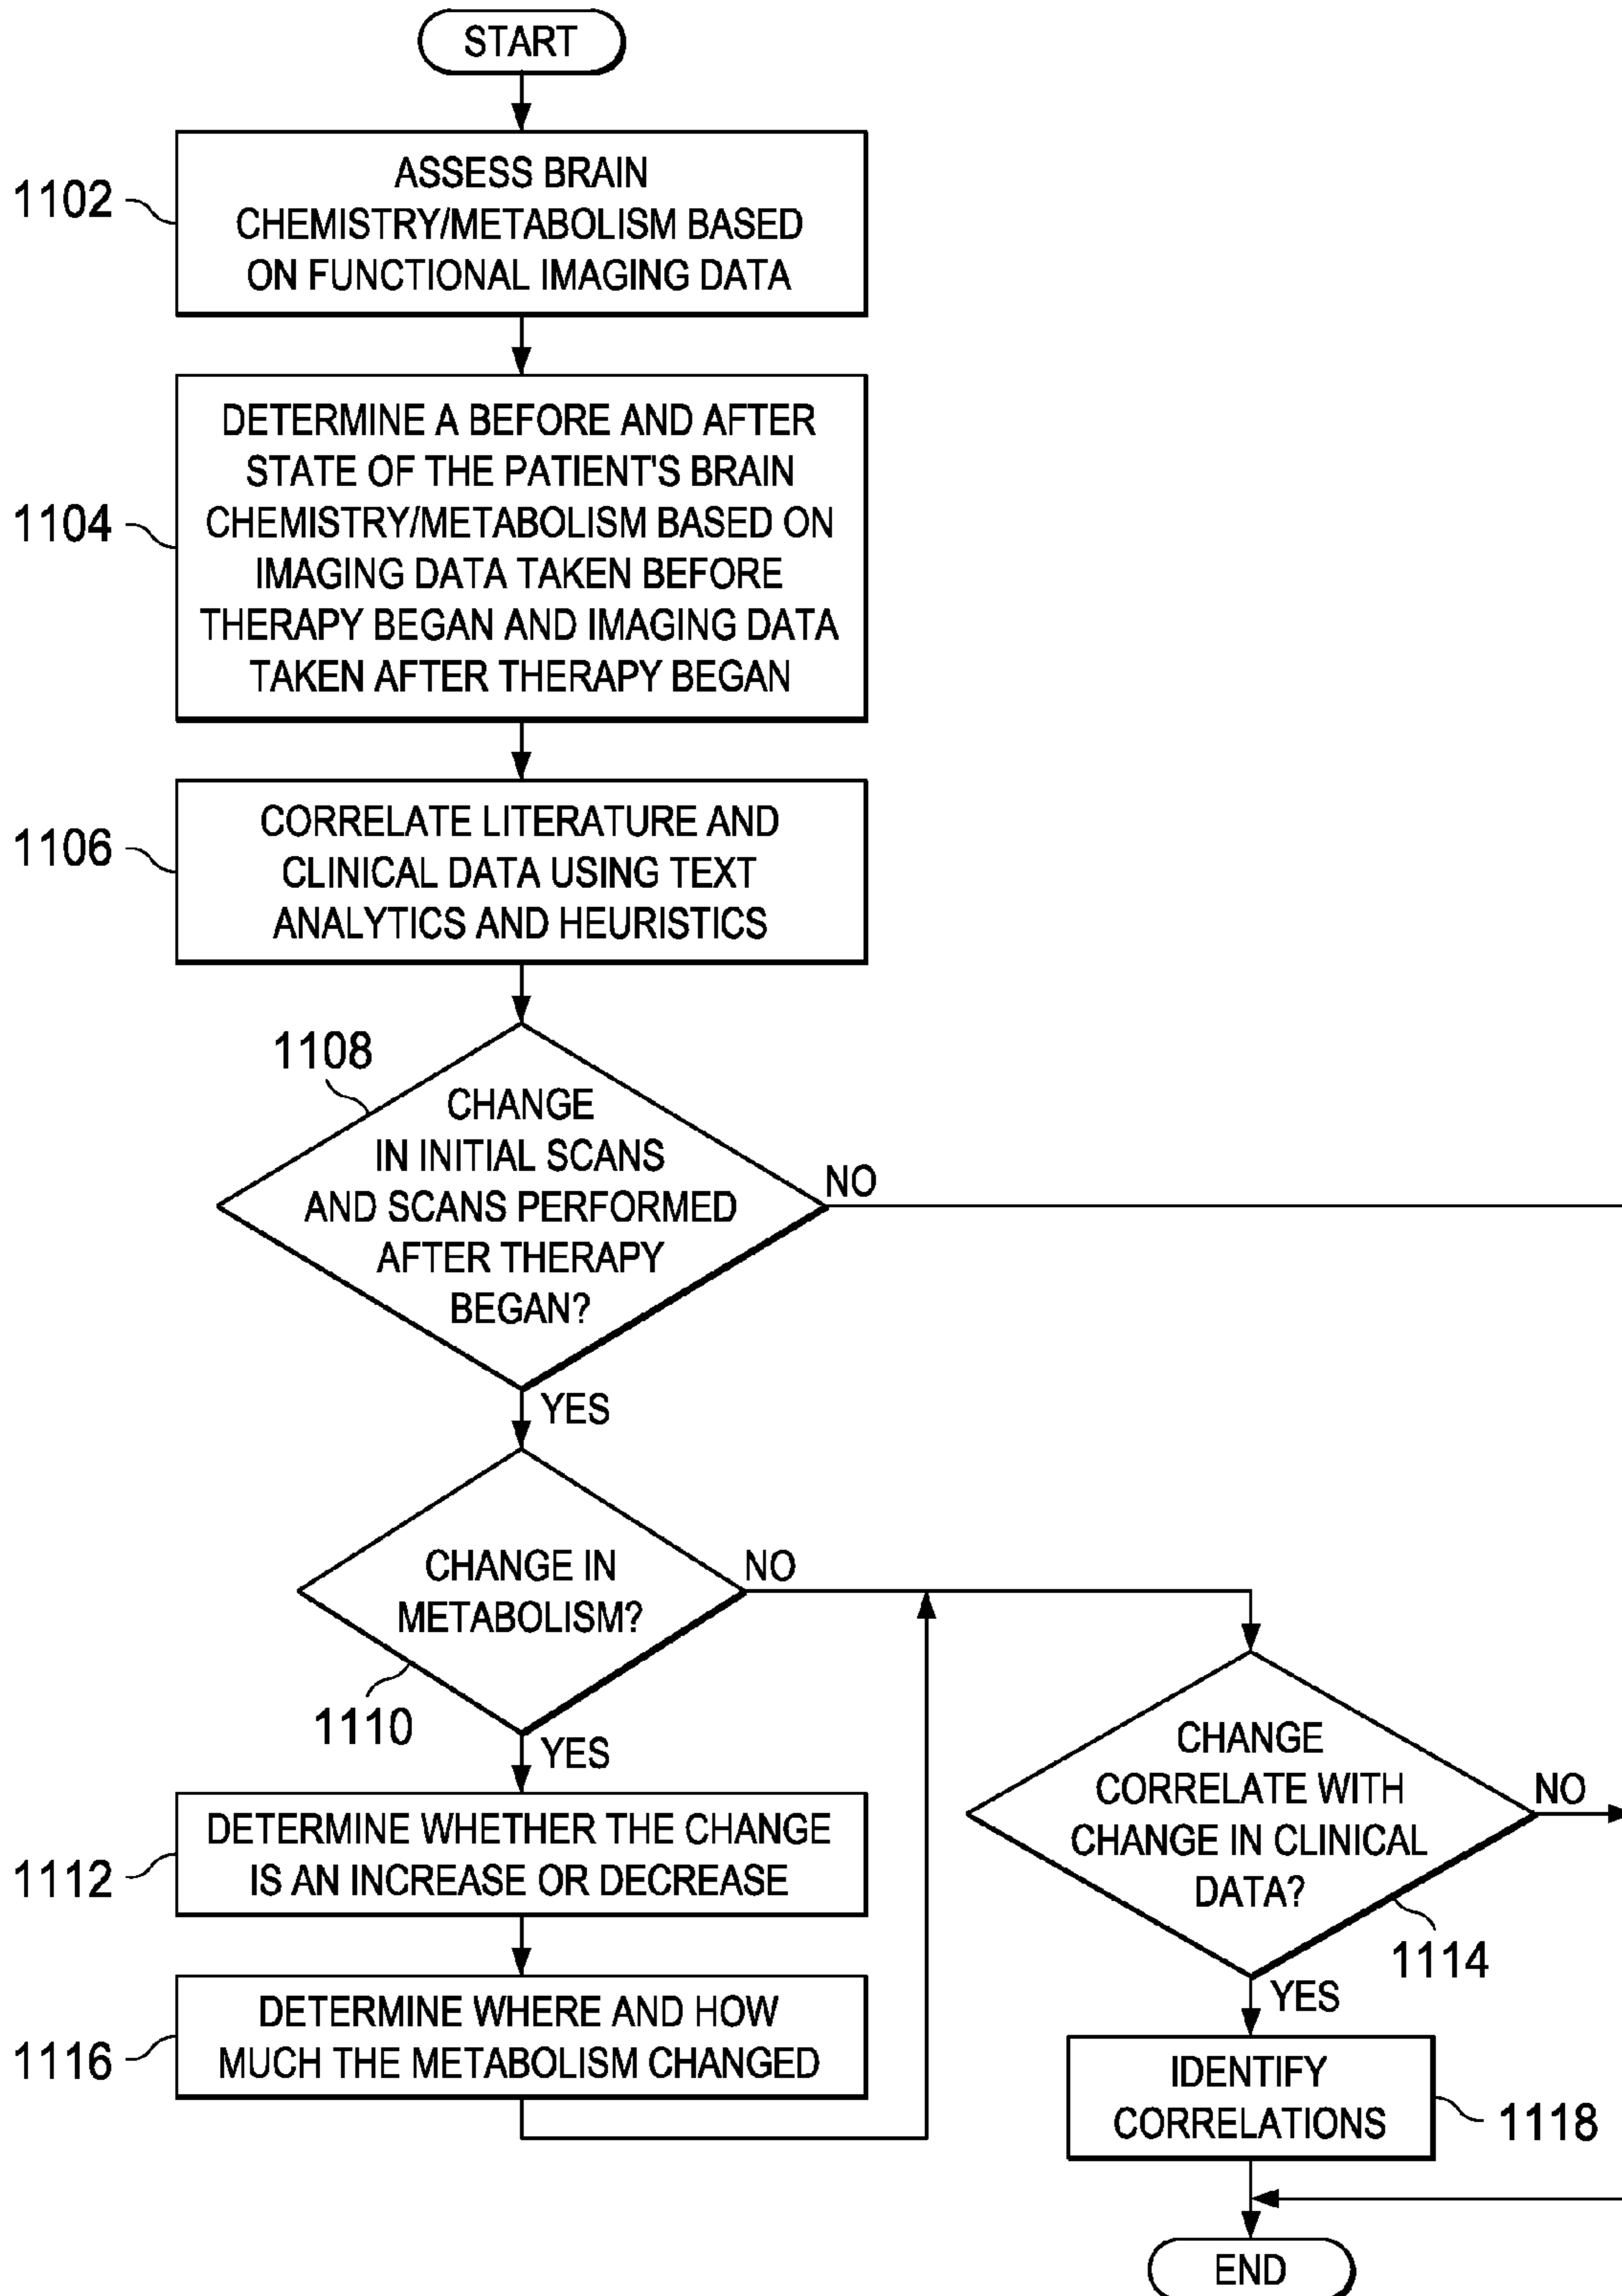 START
1102
ASSESS BRAIN
CHEMISTRY/METABOLISM BASED
ON FUNCTIONAL IMAGING DATA
1104
DETERMINE A BEFORE AND AFTER
STATE OF THE PATIENT'S BRAIN
CHEMISTRY/METABOLISM BASED ON
IMAGING DATA TAKEN BEFORE
THERAPY BEGAN AND IMAGING DATA
TAKEN AFTER THERAPY BEGAN
1106
CORRELATE LITERATURE AND
CLINICAL DATA USING TEXT
ANALYTICS AND HEURISTICS
1108
CHANGE
IN INITIAL SCANS
AND SCANS PERFORMED
AFTER THERAPY
BEGAN?
NO
YES
CHANGE IN
METABOLISM?
NO
1110
YES
1112
DETERMINE WHETHER THE CHANGE
IS AN INCREASE OR DECREASE
1116
DETERMINE WHERE AND HOW
MUCH THE METABOLISM CHANGED
CHANGE
CORRELATE WITH
CHANGE IN CLINICAL
DATA?
NO
1114
YES
IDENTIFY
CORRELATIONS
1118
END